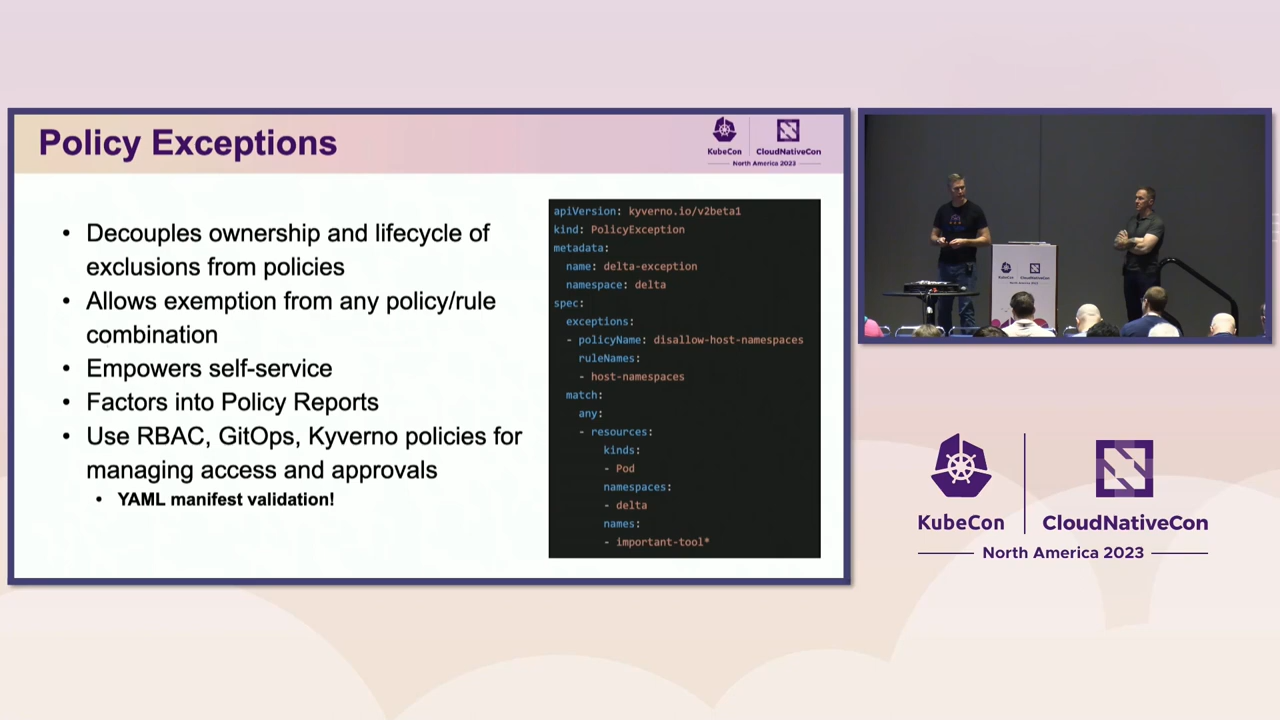 Policy Exceptions
KubeCon
CloudNativeCon
North America 2023
• Decouples ownership and lifecycle of
exclusions from policies
• Allows exemption from any policy/rule
combination
• Empowers self-service
• Factors into Policy Reports
• Use RBAC, GitOps, Kyverno policies for
managing access and approvals
• YAML manifest validation!
apiVersion: kyverno.io/v2beta1
kind: PolicyException
metadata:
name: delta-exception
namespace: delta
spec:
exceptions:
- policyName: disallow-host-namespaces
ruleNames:
- host-namespaces
match:
any:
- resources:
kinds:
- Pod
namespaces:
- delta
names:
- important-tool*
KubeCon
CloudNativeCon
North America 2023